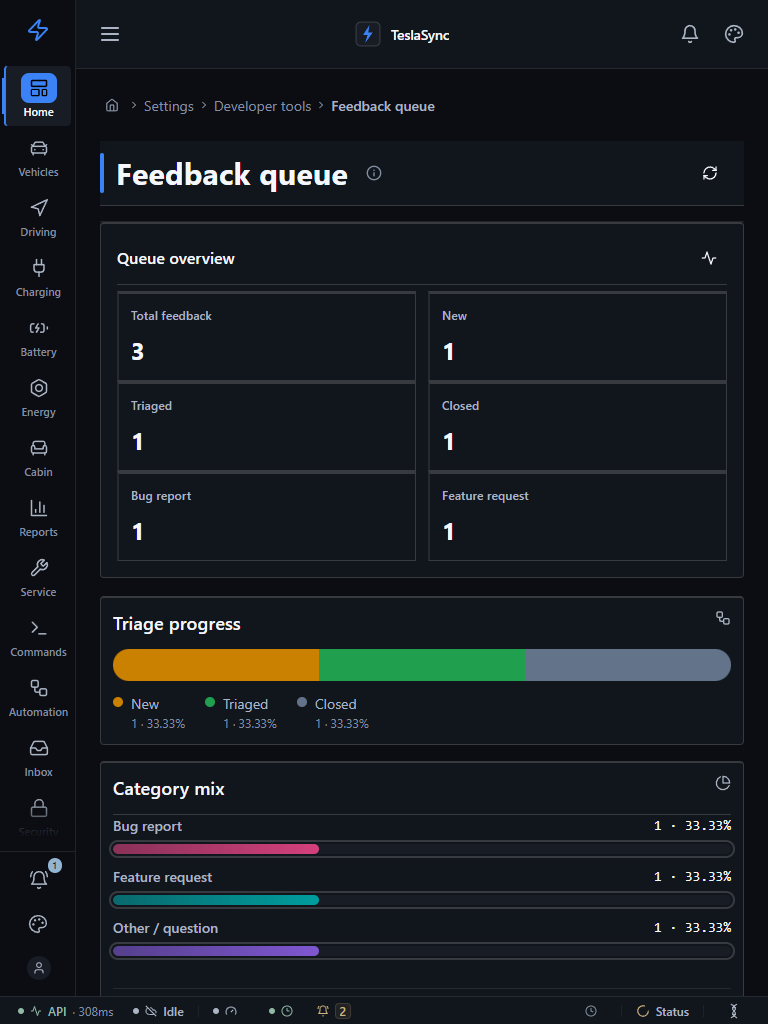 TeslaSync
Home
Vehicles
Driving
Charging
Battery
Energy
Cabin
Reports
Service
Commands
Automation
Inbox
Security
1
Settings > Developer tools > Feedback queue
Feedback queue
Queue overview
Total feedback
3
New
1
Triaged
1
Closed
1
Bug report
1
Feature request
1
Triage progress
New
1 · 33.33%
Triaged
1 · 33.33%
Closed
1 · 33.33%
Category mix
Bug report 1 · 33.33%
Feature request 1 · 33.33%
Other / question 1 · 33.33%
API · 308ms Idle 2 Status